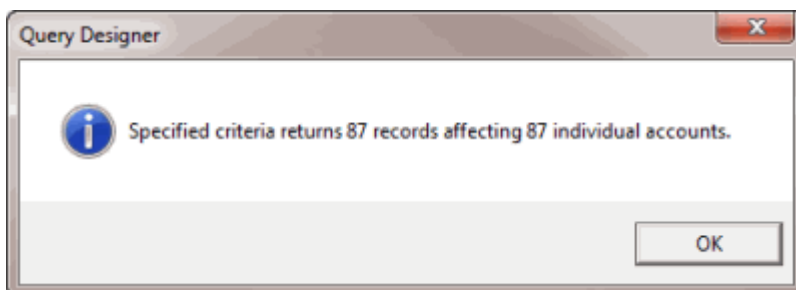 Query Designer
Specified criteria returns 87 records affecting 87 individual accounts.
OK